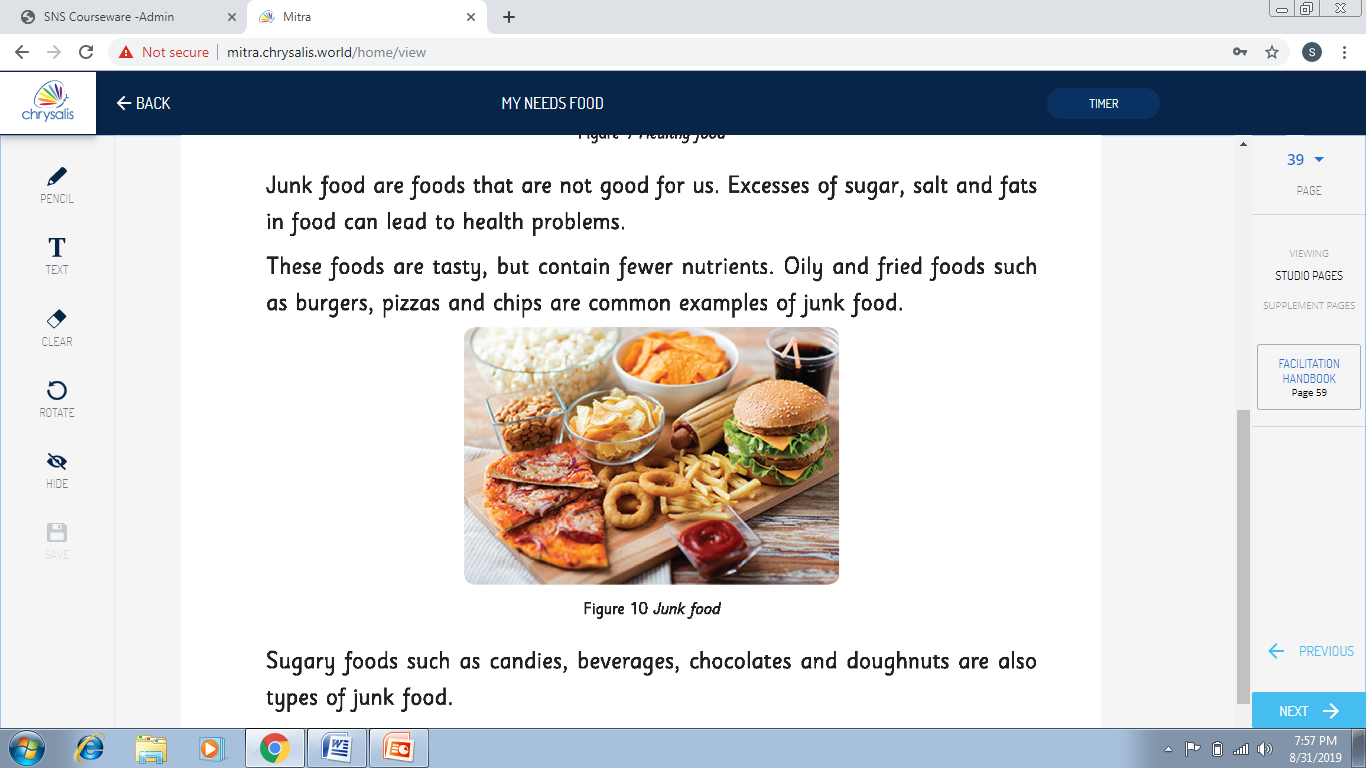 SNS Courseware -Admin
Mitra
Not secure
mitra.chrysalis.world/home/view
S
chrysalis
BACK
MY NEEDS FOOD
TIMER
Healthy food
PENCIL
T
TEXT
CLEAR
ROTATE
HIDE
SAVE
Junk food are foods that are not good for us. Excesses of sugar, salt and fats
in food can lead to health problems.
These foods are tasty, but contain fewer nutrients. Oily and fried foods such
as burgers, pizzas and chips are common examples of junk food.
Figure 10 Junk food
Sugary foods such as candies, beverages, chocolates and doughnuts are also
types of junk food.
39
PAGE
VIEWING
STUDIO PAGES
SUPPLEMENT PAGES
FACILITATION
HANDBOOK
Page 59
PREVIOUS
NEXT
7:57 PM
8/31/2019